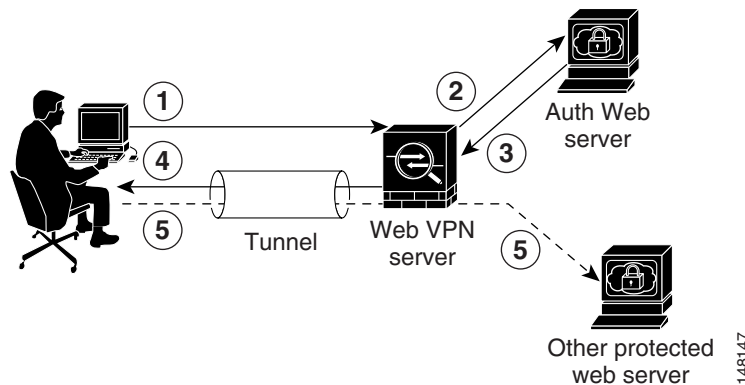 1
2
Auth Web
server
3
4
5
Tunnel
Web VPN
server
5
Other protected
web server
148147